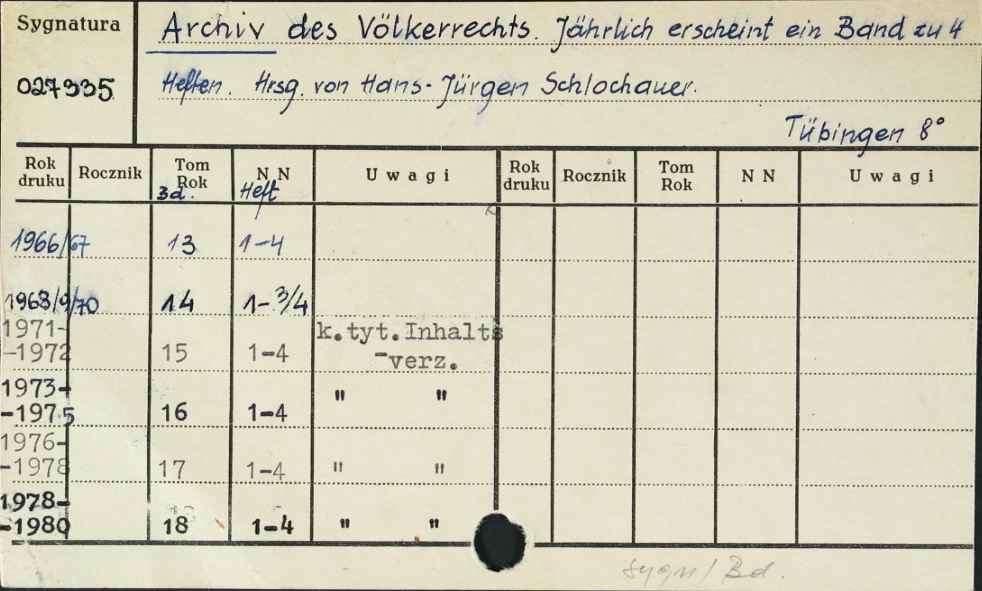 Sygnatura
Archiv des Völkerrechts. Jährlich erscheint ein Band zu 4
027335
Heften. Hrsg. von Hans-Jürgen Schlochauer.
Tübingen 8°
Rok druku Rocznik Tom Rok Bd. N N Heft Uwagi Rok druku Rocznik Tom Rok N N Uwagi
1966/67 13 1-4
1968/9/70 14 1-3/4
1971- k.tyt.Inhalts
-1972 15 1-4 -verz.
1973- " "
-1975 16 1-4
1976-
-1978 17 1-4 " "
1978-
-1980 18 1-4 " "
sygn/ Bd.